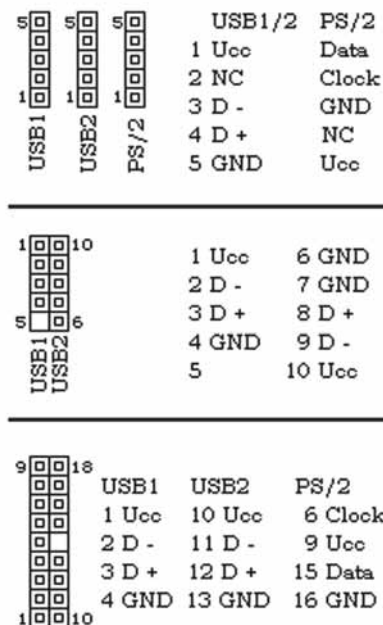 5 5 5
1 1 1
USB1 USB2 PS/2
USB1/2 PS/2
1 Ucc Data
2 NC Clock
3 D - GND
4 D + NC
5 GND Ucc
1 10
5 6
USB1
USB2
1 Ucc 6 GND
2 D - 7 GND
3 D + 8 D +
4 GND 9 D -
5 10 Ucc
9 18
1 10
USB1 USB2 PS/2
1 Ucc 10 Ucc 6 Clock
2 D - 11 D - 9 Ucc
3 D + 12 D + 15 Data
4 GND 13 GND 16 GND